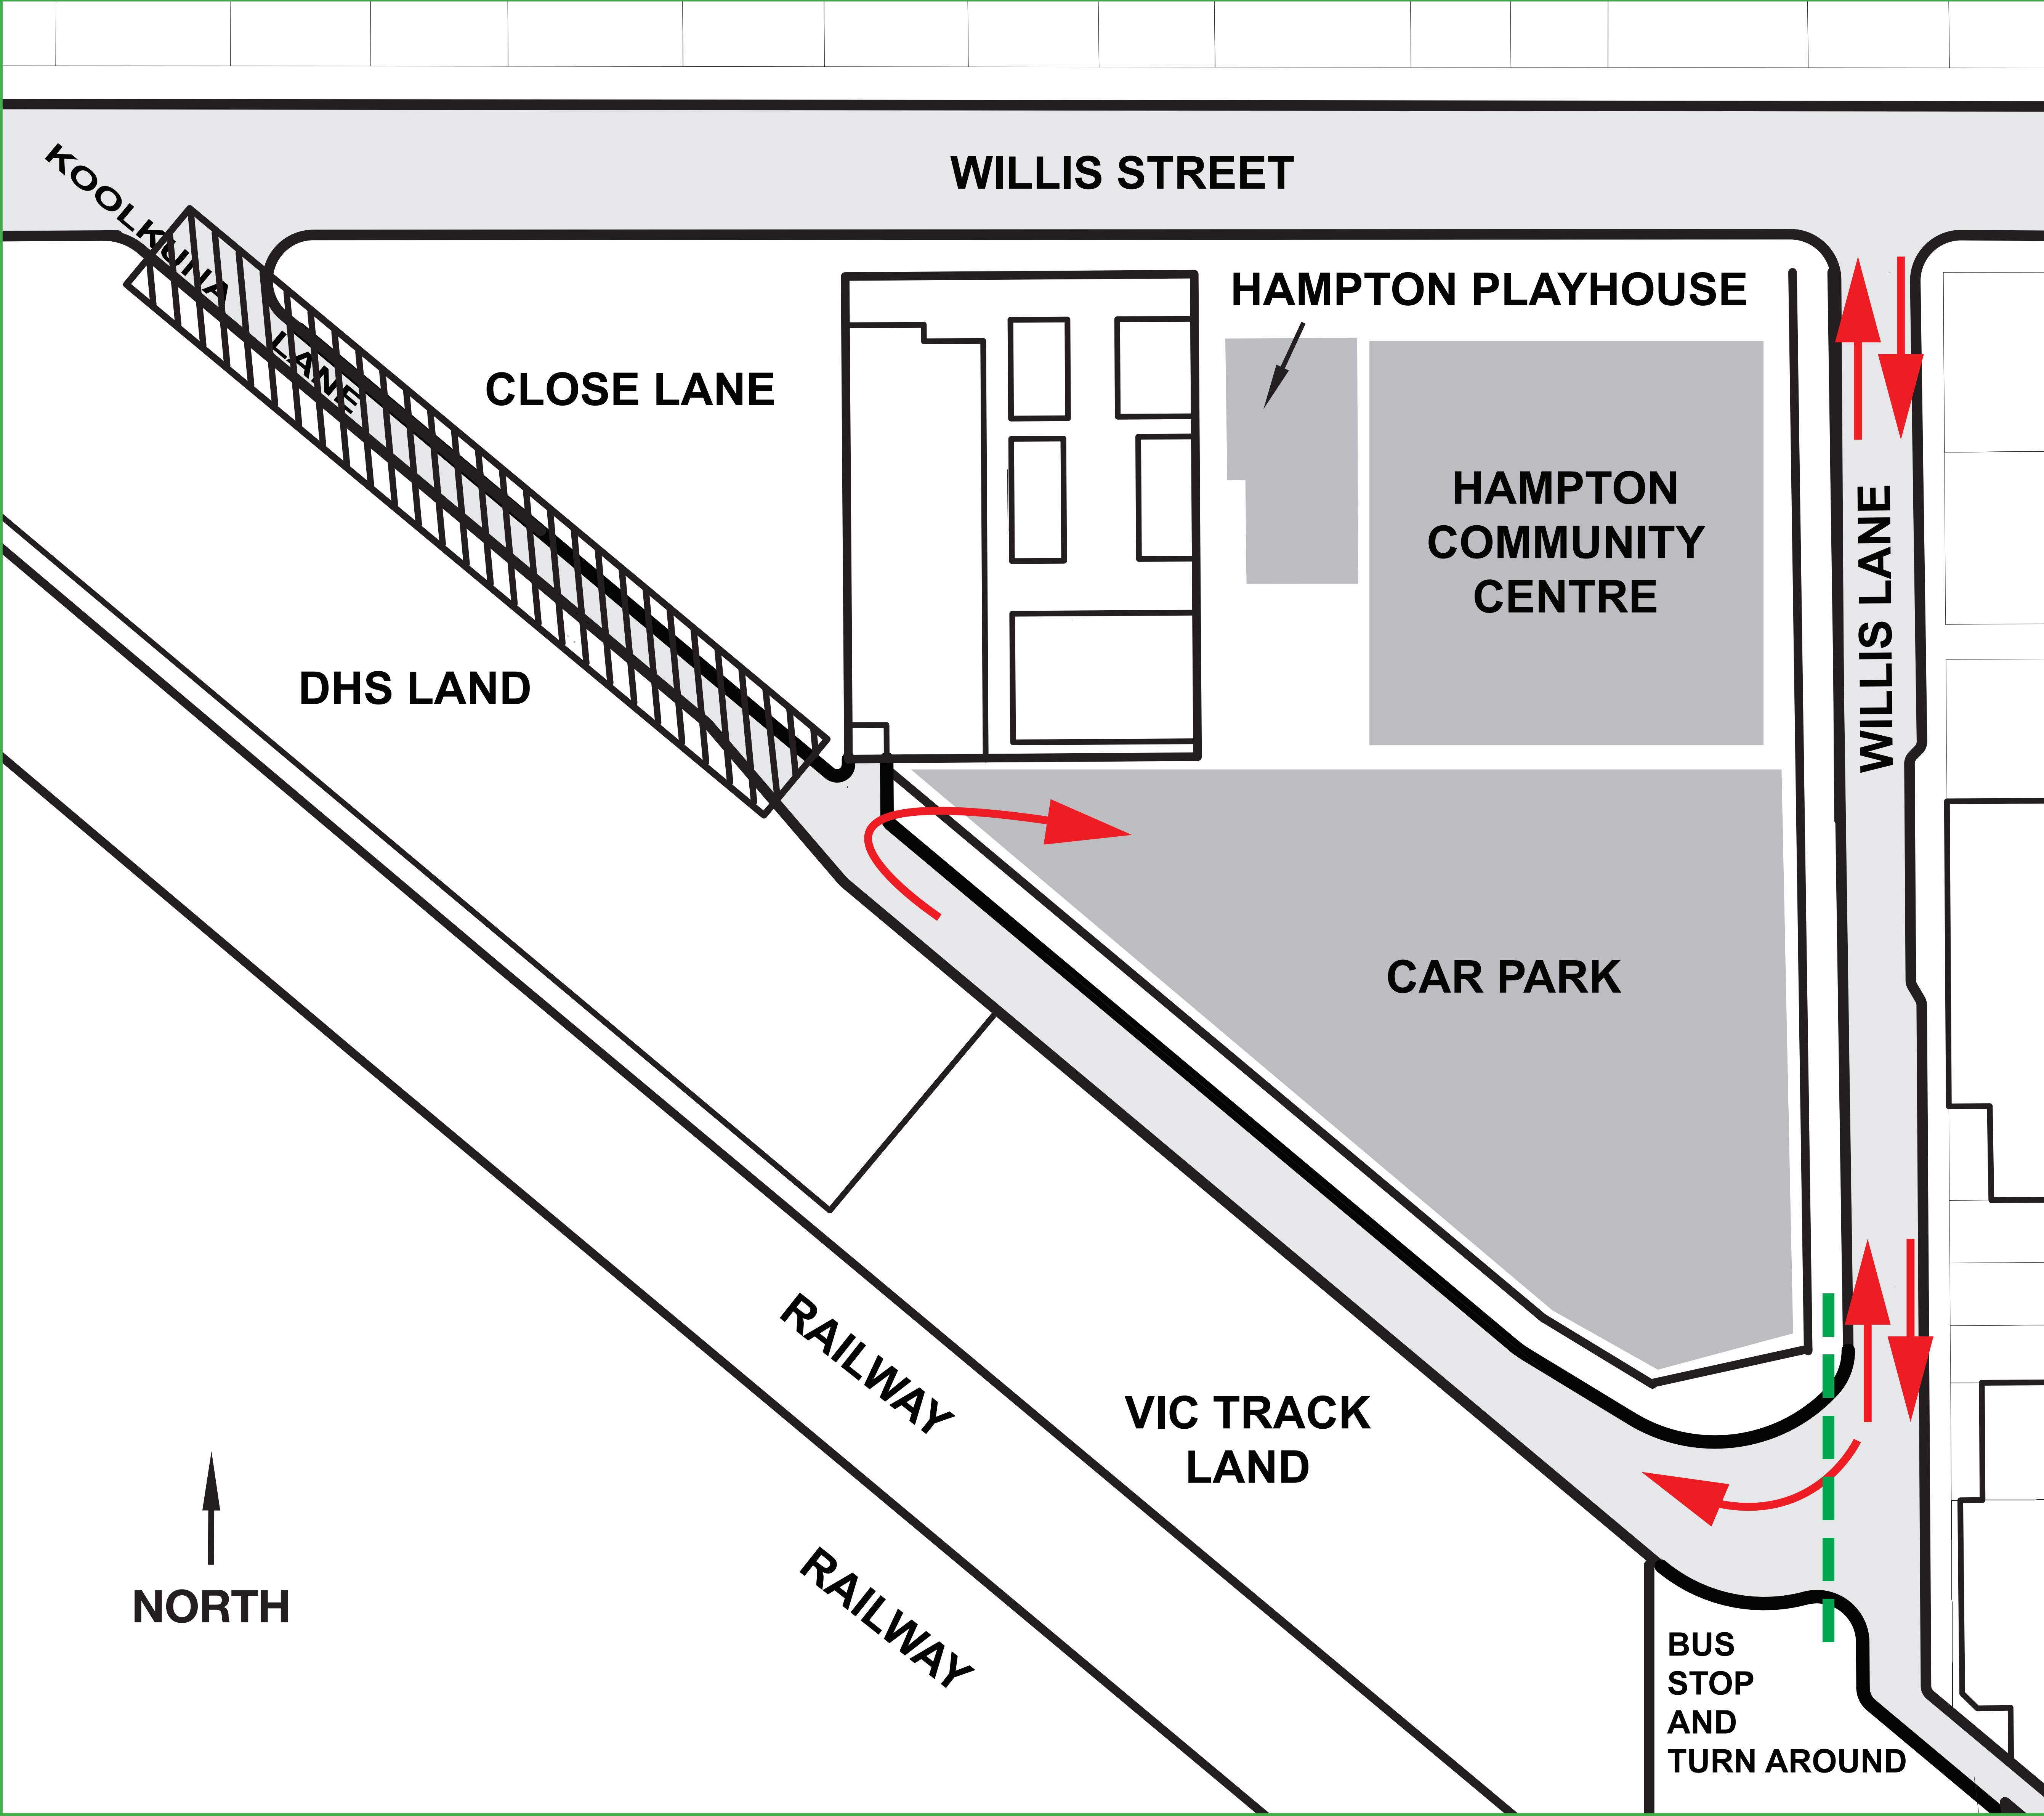 WILLIS STREET
KOOLKUNA
LANE
HAMPTON PLAYHOUSE
CLOSE LANE
HAMPTON
COMMUNITY
CENTRE
WILLIS LANE
DHS LAND
CAR PARK
RAILWAY
VIC TRACK
LAND
RAILWAY
NORTH
BUS
STOP
AND
TURN AROUND